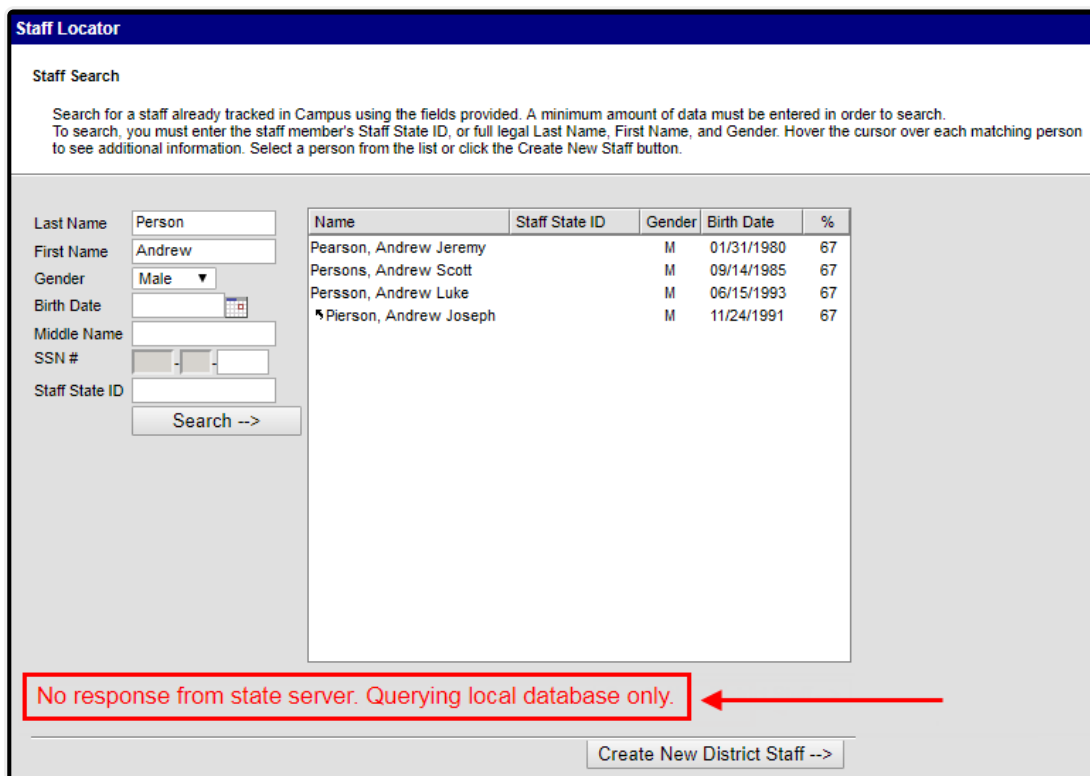 Staff Locator
Staff Search
Search for a staff already tracked in Campus using the fields provided. A minimum amount of data must be entered in order to search.
To search, you must enter the staff member's Staff State ID, or full legal Last Name, First Name, and Gender. Hover the cursor over each matching person
to see additional information. Select a person from the list or click the Create New Staff button.
Last Name Person
First Name Andrew
Gender Male
Birth Date
Middle Name
SSN #
- -
Staff State ID
Search -->
Name Staff State ID Gender Birth Date %
Pearson, Andrew Jeremy M 01/31/1980 67
Persons, Andrew Scott M 09/14/1985 67
Persson, Andrew Luke M 06/15/1993 67
Pierson, Andrew Joseph M 11/24/1991 67
No response from state server. Querying local database only.
Create New District Staff -->